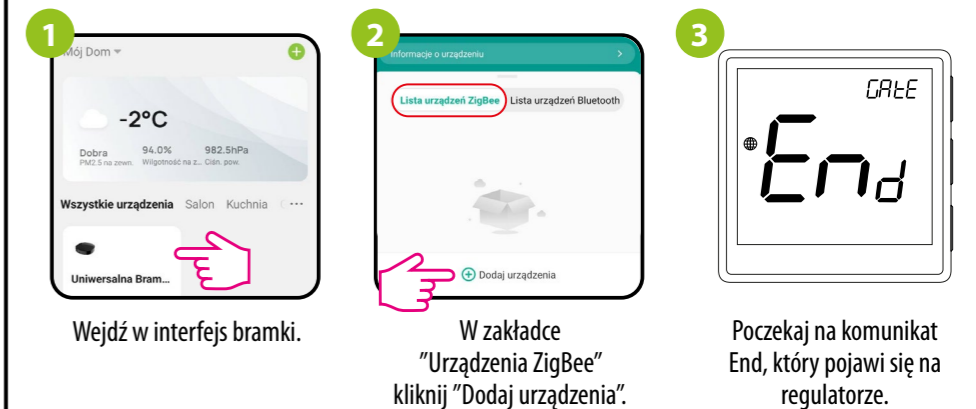 1
Mój Dom
-2°C
Dobra
PM2.5 na zewn.
94.0%
Wilgotność na z...
982.5hPa
Ciśn. pow.
Wszystkie urządzenia Salon Kuchnia ...
Uniwersalna Bram...
Wejdź w interfejs bramki.
2
Informacje o urządzeniu
Lista urządzeń ZigBee Lista urządzeń Bluetooth
Dodaj urządzenia
W zakładce
"Urządzenia ZigBee"
kliknij "Dodaj urządzenia".
3
GAtE
End
Poczekaj na komunikat
End, który pojawi się na
regulatorze.